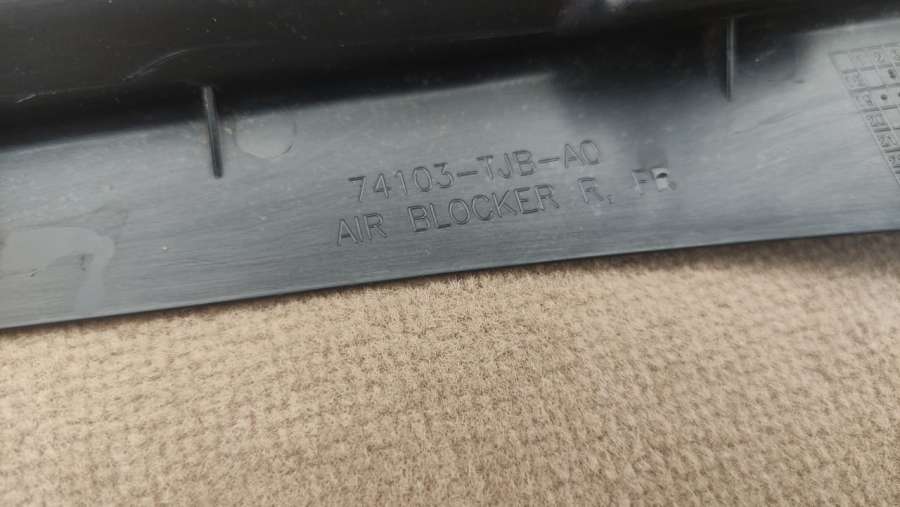 74103-TJB-A0
AIR BLOCKER R, FR